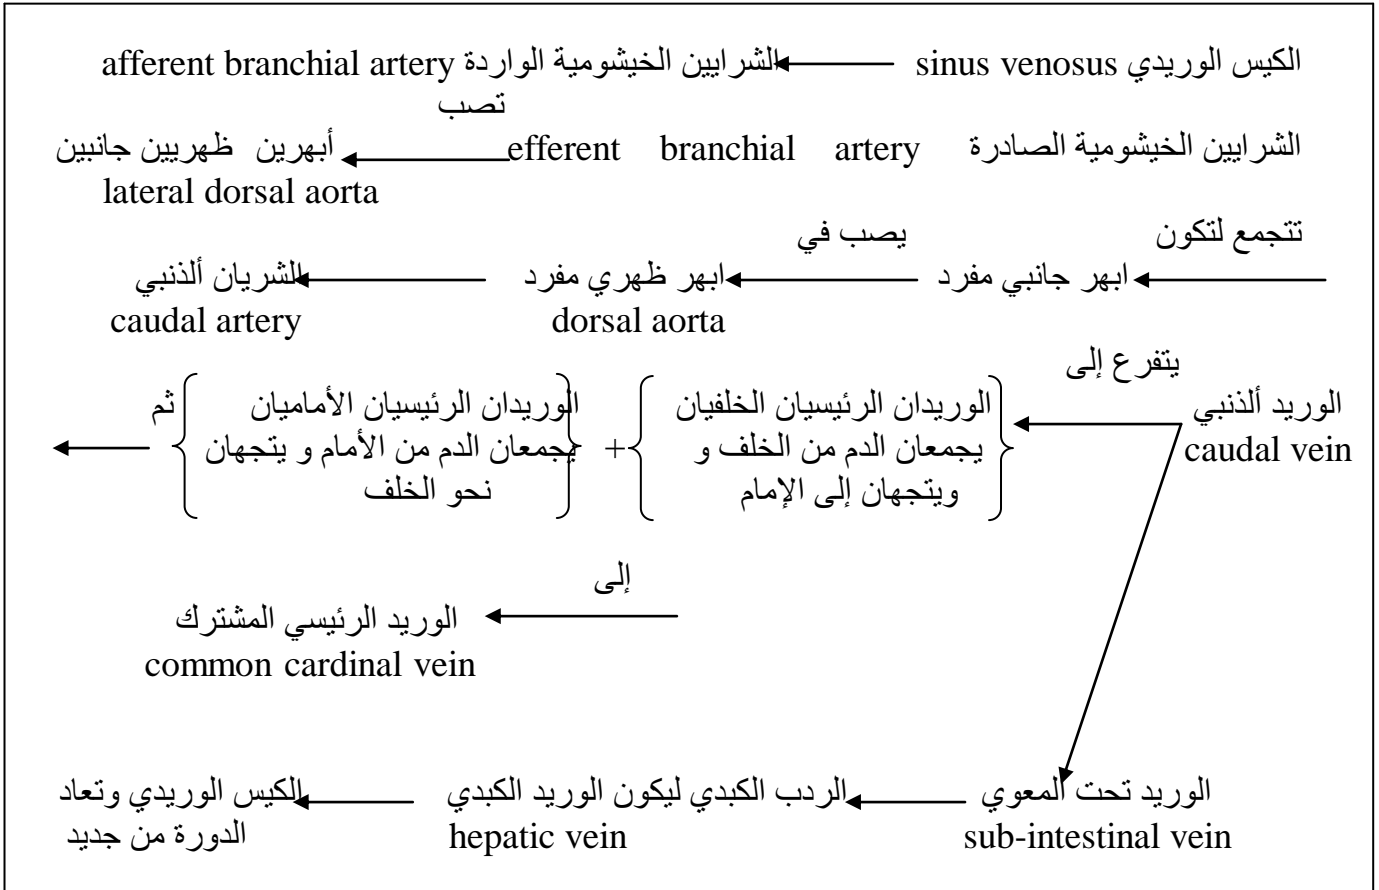 الكيس الوريدي sinus venosus الشرايين الخيشومية الواردة afferent branchial artery
تصب
الشرايين الخيشومية الصادرة efferent branchial artery أبهرين ظهريين جانبين
lateral dorsal aorta
تتجمع لتكون يصب في
ابهر جانبي مفرد ابهر ظهري مفرد الشريان ألذنبي
dorsal aorta caudal artery
يتفرع إلى
الوريد ألذنبي الوريدان الرئيسيان الخلفيان الوريدان الرئيسيان الأماميان ثم
caudal vein يجمعان الدم من الخلف و + يجمعان الدم من الأمام و يتجهان
ويتجهان إلى الإمام نحو الخلف
إلى
الوريد الرئيسي المشترك
common cardinal vein
الوريد تحت المعوي الردب الكبدي ليكون الوريد الكبدي الكيس الوريدي وتعاد
sub-intestinal vein hepatic vein الدورة من جديد